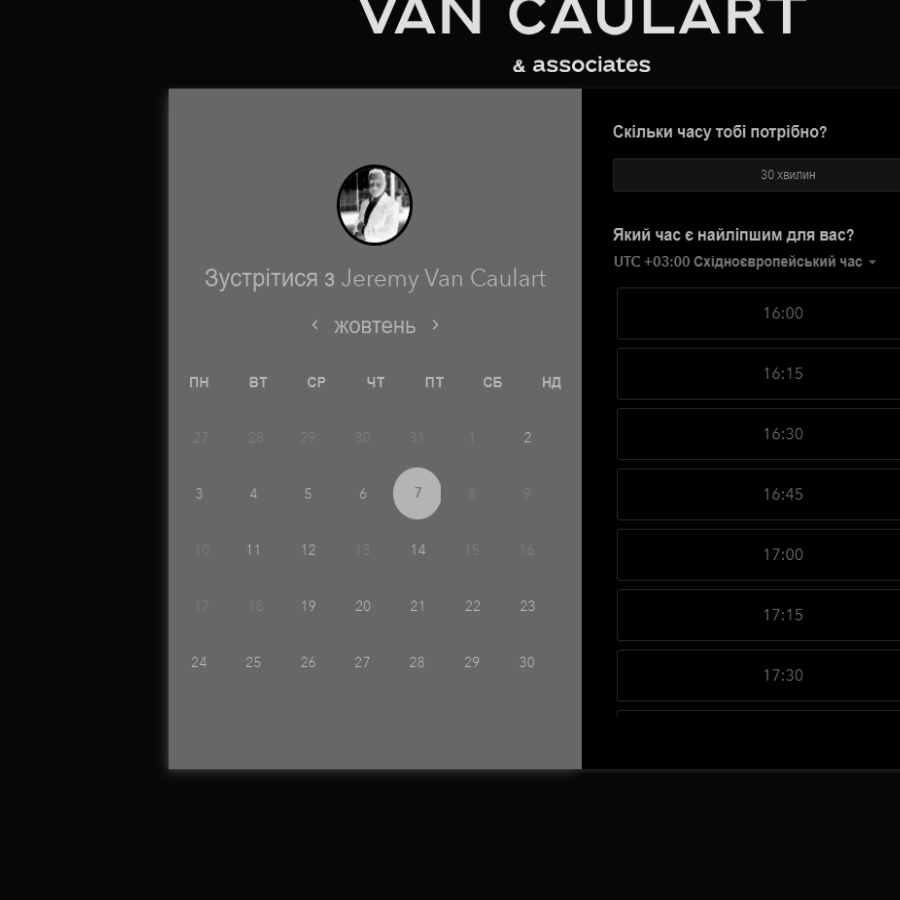 VAN CAULART
& associates
Зустрітися з Jeremy Van Caulart
жовтень
ПН ВТ СР ЧТ ПТ СБ НД
27 28 29 30 31 1 2
3 4 5 6 7 8 9
10 11 12 13 14 15 16
17 18 19 20 21 22 23
24 25 26 27 28 29 30
Скільки часу тобі потрібно?
30 хвилин
Який час є найліпшим для вас?
UTC +03:00 Східноєвропейський час
16:00
16:15
16:30
16:45
17:00
17:15
17:30